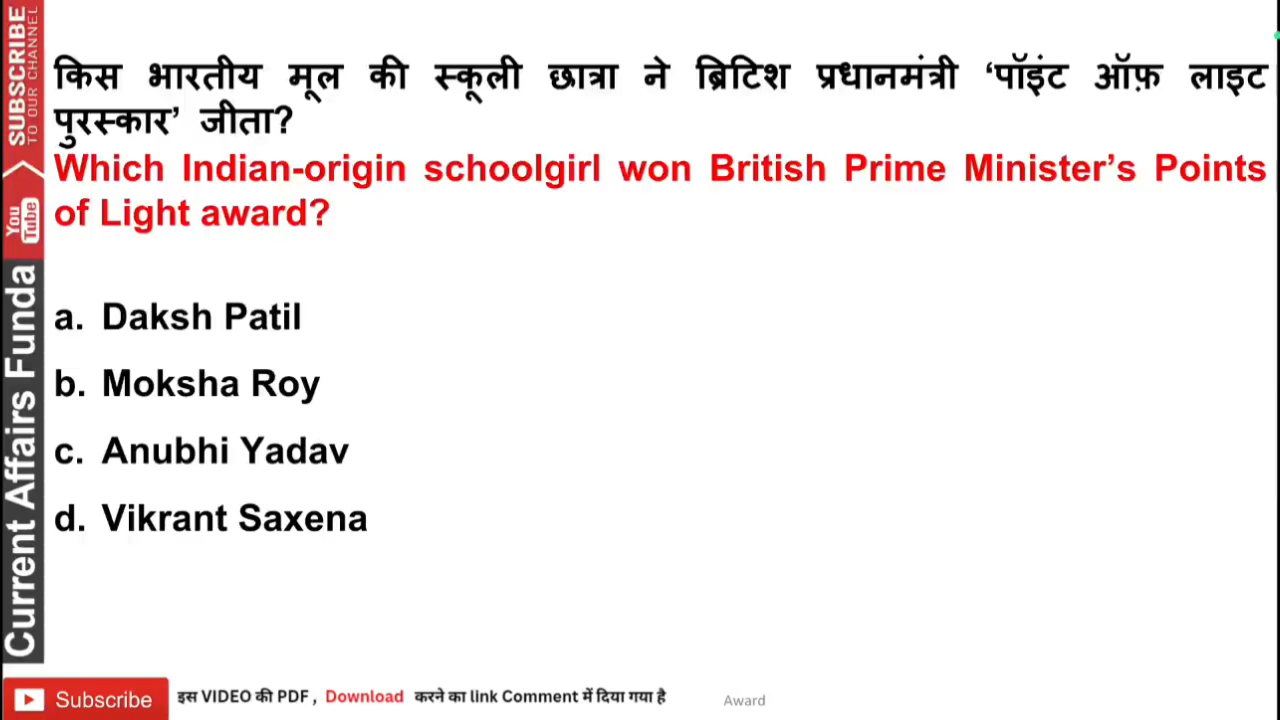 किस भारतीय मूल की स्कूली छात्रा ने ब्रिटिश प्रधानमंत्री ‘पॉइंट ऑफ़ लाइट
पुरस्कार’ जीता?
Which Indian-origin schoolgirl won British Prime Minister’s Points
of Light award?
a. Daksh Patil
b. Moksha Roy
c. Anubhi Yadav
d. Vikrant Saxena
SUBSCRIBE
TO OUR CHANNEL
You
Tube
Current Affairs Funda
Subscribe
इस VIDEO की PDF , Download करने का link Comment में दिया गया है
Award